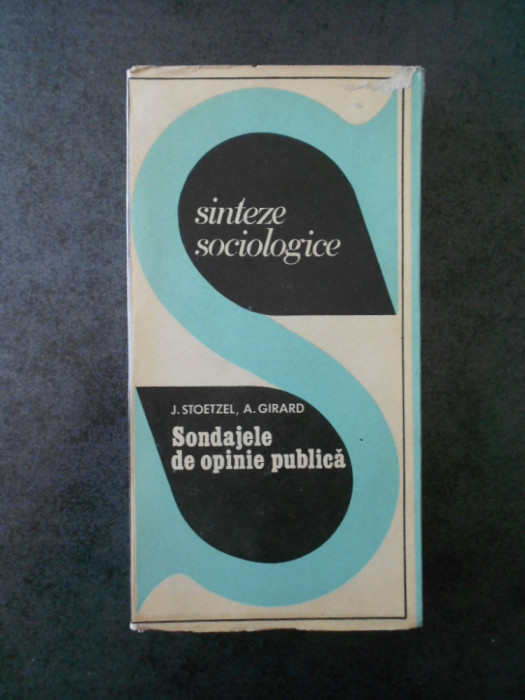 sinteze
sociologice
J. STOETZEL, A. GIRARD
Sondajele
de opinie publică